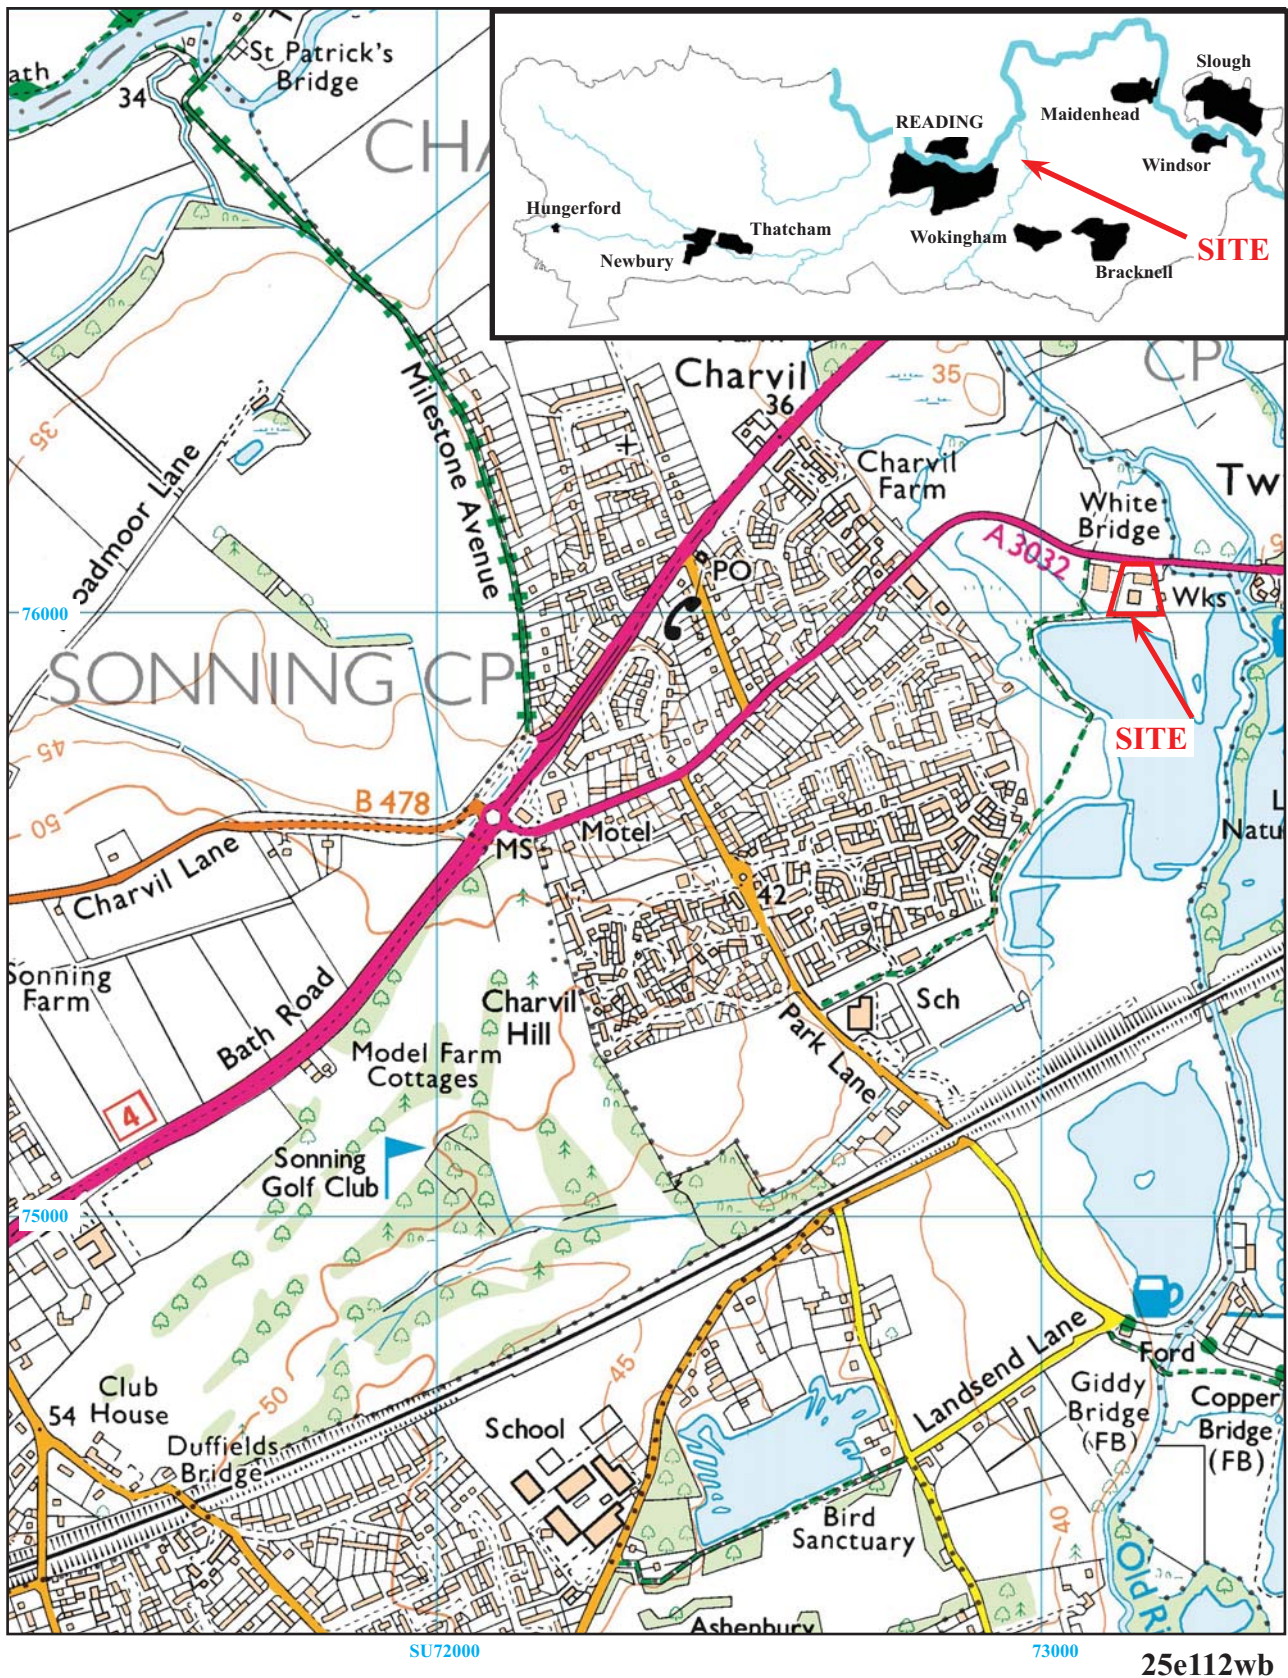 ath
34
St Patrick's
Bridge
CHA
Slough
Maidenhead
READING
Windsor
Hungerford
Thatcham
Wokingham
Newbury
Bracknell
SITE
Charvil
36
35
CP
35
Milestone Avenue
oadmoor Lane
Charvil
Farm
White
Bridge
Tw
A 3032
PO
Wks
76000
SONNING CP
SITE
45
50
B 478
MS
Motel
Charvil Lane
42
L
Natu
Sonning
Farm
Bath Road
Charvil
Hill
Sch
Park Lane
Model Farm
Cottages
4
Sonning
Golf Club
75000
Landsend Lane
Ford
45
50
Club
House
54
Duffields
Bridge
School
Giddy
Bridge
(FB)
Copper
Bridge
(FB)
Bird
Sanctuary
40
Old Ri
Ashenbury
SU72000
73000
25e112wb